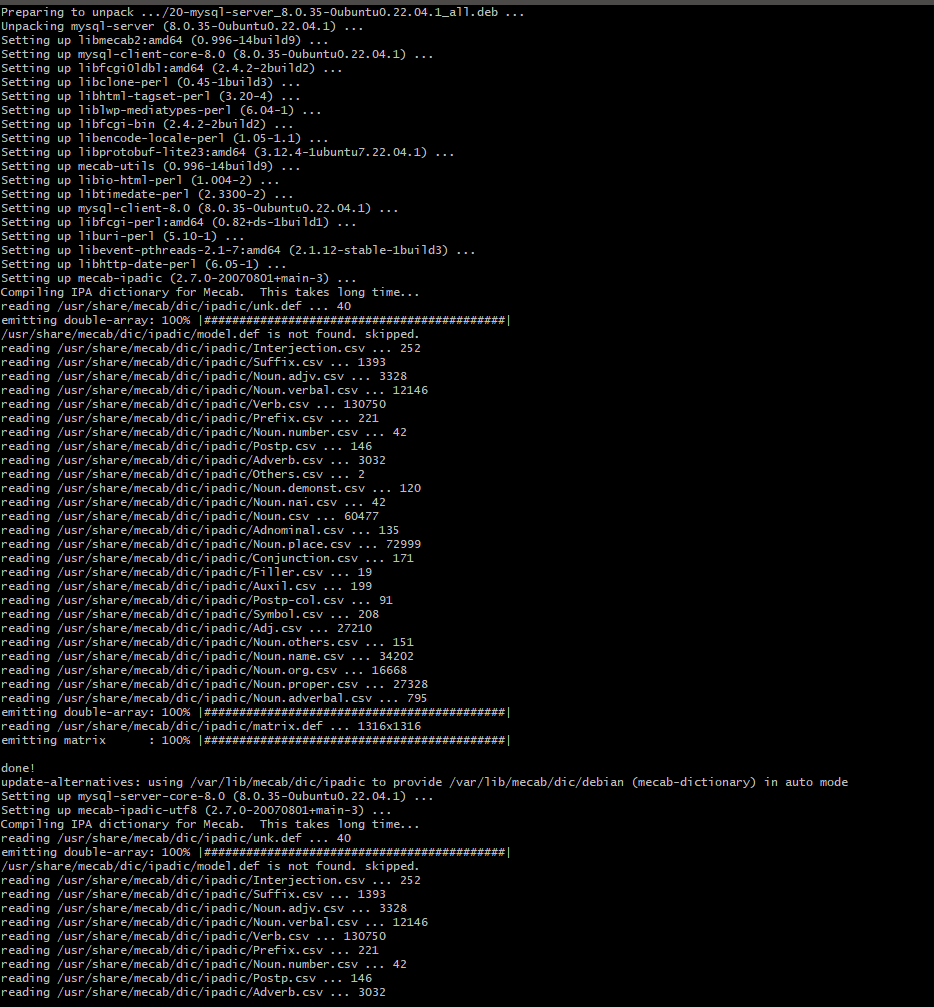 Preparing to unpack .../20-mysql-server_8.0.35-0ubuntu0.22.04.1_all.deb ...
Unpacking mysql-server (8.0.35-0ubuntu0.22.04.1) ...
Setting up libmecab2:amd64 (0.996-14build9) ...
Setting up mysql-client-core-8.0 (8.0.35-0ubuntu0.22.04.1) ...
Setting up libfcgi0ldbl:amd64 (2.4.2-2build2) ...
Setting up libclone-perl (0.45-1build3) ...
Setting up libhtml-tagset-perl (3.20-4) ...
Setting up liblwp-mediatypes-perl (6.04-1) ...
Setting up libfcgi-bin (2.4.2-2build2) ...
Setting up libencode-locale-perl (1.05-1.1) ...
Setting up libprotobuf-lite23:amd64 (3.12.4-1ubuntu7.22.04.1) ...
Setting up mecab-utils (0.996-14build9) ...
Setting up libio-html-perl (1.004-2) ...
Setting up libtimedate-perl (2.3300-2) ...
Setting up mysql-client-8.0 (8.0.35-0ubuntu0.22.04.1) ...
Setting up libfcgi-perl:amd64 (0.82+ds-1build1) ...
Setting up liburi-perl (5.10-1) ...
Setting up libevent-pthreads-2.1-7:amd64 (2.1.12-stable-1build3) ...
Setting up libhttp-date-perl (6.05-1) ...
Setting up mecab-ipadic (2.7.0-20070801+main-3) ...
Compiling IPA dictionary for Mecab.  This takes long time...
reading /usr/share/mecab/dic/ipadic/unk.def ... 40
emitting double-array: 100% |###########################################|
/usr/share/mecab/dic/ipadic/model.def is not found. skipped.
reading /usr/share/mecab/dic/ipadic/Interjection.csv ... 252
reading /usr/share/mecab/dic/ipadic/Suffix.csv ... 1393
reading /usr/share/mecab/dic/ipadic/Noun.adjv.csv ... 3328
reading /usr/share/mecab/dic/ipadic/Noun.verbal.csv ... 12146
reading /usr/share/mecab/dic/ipadic/Verb.csv ... 130750
reading /usr/share/mecab/dic/ipadic/Prefix.csv ... 221
reading /usr/share/mecab/dic/ipadic/Noun.number.csv ... 42
reading /usr/share/mecab/dic/ipadic/Postp.csv ... 146
reading /usr/share/mecab/dic/ipadic/Adverb.csv ... 3032
reading /usr/share/mecab/dic/ipadic/Others.csv ... 2
reading /usr/share/mecab/dic/ipadic/Noun.demonst.csv ... 120
reading /usr/share/mecab/dic/ipadic/Noun.nai.csv ... 42
reading /usr/share/mecab/dic/ipadic/Noun.csv ... 60477
reading /usr/share/mecab/dic/ipadic/Adnominal.csv ... 135
reading /usr/share/mecab/dic/ipadic/Noun.place.csv ... 72999
reading /usr/share/mecab/dic/ipadic/Conjunction.csv ... 171
reading /usr/share/mecab/dic/ipadic/Filler.csv ... 19
reading /usr/share/mecab/dic/ipadic/Auxil.csv ... 199
reading /usr/share/mecab/dic/ipadic/Postp-col.csv ... 91
reading /usr/share/mecab/dic/ipadic/Symbol.csv ... 208
reading /usr/share/mecab/dic/ipadic/Adj.csv ... 27210
reading /usr/share/mecab/dic/ipadic/Noun.others.csv ... 151
reading /usr/share/mecab/dic/ipadic/Noun.name.csv ... 34202
reading /usr/share/mecab/dic/ipadic/Noun.org.csv ... 16668
reading /usr/share/mecab/dic/ipadic/Noun.proper.csv ... 27328
reading /usr/share/mecab/dic/ipadic/Noun.adverbal.csv ... 795
emitting double-array: 100% |###########################################|
reading /usr/share/mecab/dic/ipadic/matrix.def ... 1316x1316
emitting matrix      : 100% |###########################################|
done!
update-alternatives: using /var/lib/mecab/dic/ipadic to provide /var/lib/mecab/dic/debian (mecab-dictionary) in auto mode
Setting up mysql-server-core-8.0 (8.0.35-0ubuntu0.22.04.1) ...
Setting up mecab-ipadic-utf8 (2.7.0-20070801+main-3) ...
Compiling IPA dictionary for Mecab.  This takes long time...
reading /usr/share/mecab/dic/ipadic/unk.def ... 40
emitting double-array: 100% |###########################################|
/usr/share/mecab/dic/ipadic/model.def is not found. skipped.
reading /usr/share/mecab/dic/ipadic/Interjection.csv ... 252
reading /usr/share/mecab/dic/ipadic/Suffix.csv ... 1393
reading /usr/share/mecab/dic/ipadic/Noun.adjv.csv ... 3328
reading /usr/share/mecab/dic/ipadic/Noun.verbal.csv ... 12146
reading /usr/share/mecab/dic/ipadic/Verb.csv ... 130750
reading /usr/share/mecab/dic/ipadic/Prefix.csv ... 221
reading /usr/share/mecab/dic/ipadic/Noun.number.csv ... 42
reading /usr/share/mecab/dic/ipadic/Postp.csv ... 146
reading /usr/share/mecab/dic/ipadic/Adverb.csv ... 3032